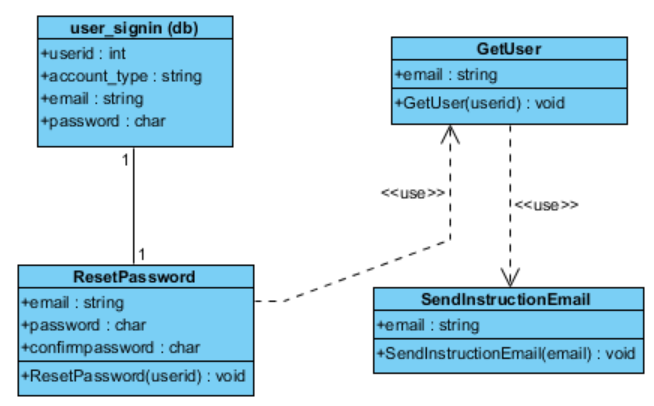 user_signin (db)
+userid : int
+account_type : string
+email : string
+password : char
1
1
ResetPassword
+email : string
+password : char
+confirmpassword : char
+ResetPassword(userid) : void
GetUser
+email : string
+GetUser(userid) : void
<<use>>
<<use>>
SendInstructionEmail
+email : string
+SendInstructionEmail(email) : void